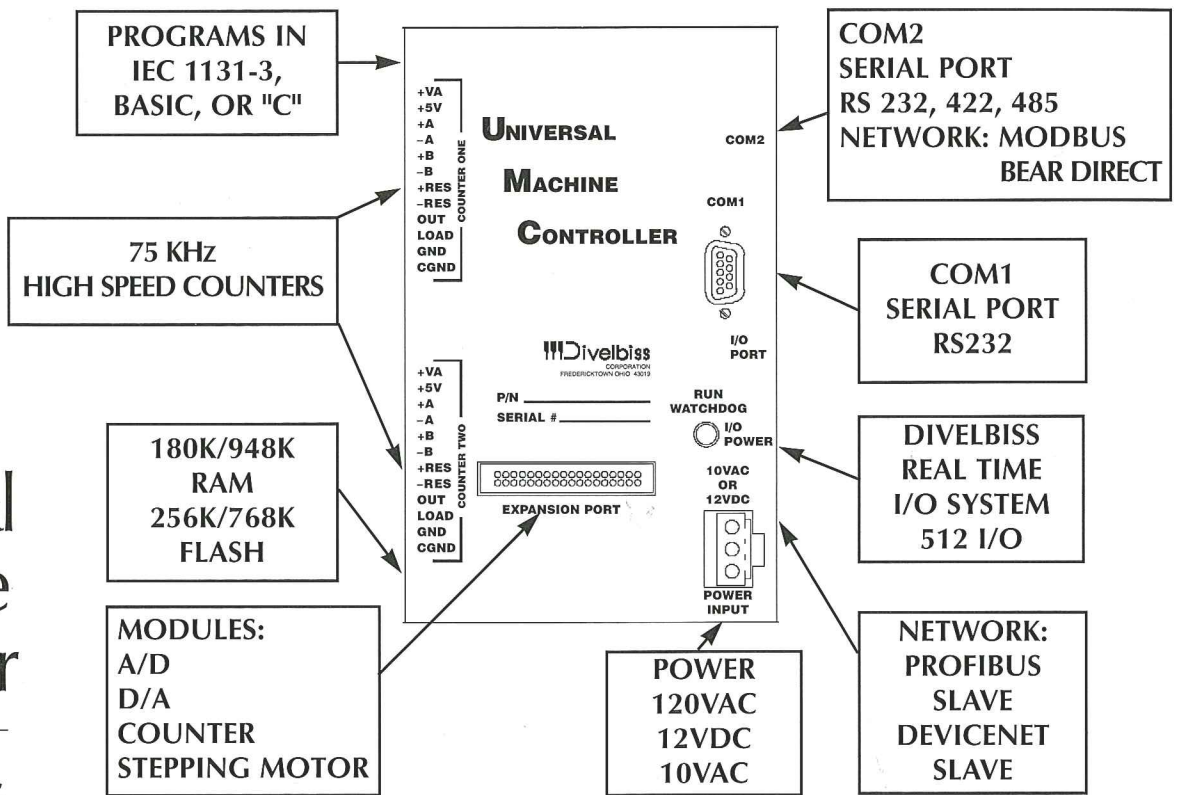 PROGRAMS IN
IEC 1131-3,
BASIC, OR "C"
75 KHz
HIGH SPEED COUNTERS
180K/948K
RAM
256K/768K
FLASH
MODULES:
A/D
D/A
COUNTER
STEPPING MOTOR
+VA
+5V
+A
-A
+B
-B
+RES
-RES
OUT
LOAD
GND
CGND
COUNTER ONE
+VA
+5V
+A
-A
+B
-B
+RES
-RES
OUT
LOAD
GND
CGND
COUNTER TWO
UNIVERSAL
MACHINE
CONTROLLER
Divelbiss
CORPORATION
FREDERICKTOWN OHIO 43019
P/N
SERIAL #
EXPANSION PORT
COM2
COM1
I/O
PORT
RUN
WATCHDOG
I/O
POWER
10VAC
OR
12VDC
POWER
INPUT
COM2
SERIAL PORT
RS 232, 422, 485
NETWORK: MODBUS
BEAR DIRECT
COM1
SERIAL PORT
RS232
DIVELBISS
REAL TIME
I/O SYSTEM
512 I/O
NETWORK:
PROFIBUS
SLAVE
DEVICENET
SLAVE
POWER
120VAC
12VDC
10VAC
l
e
r